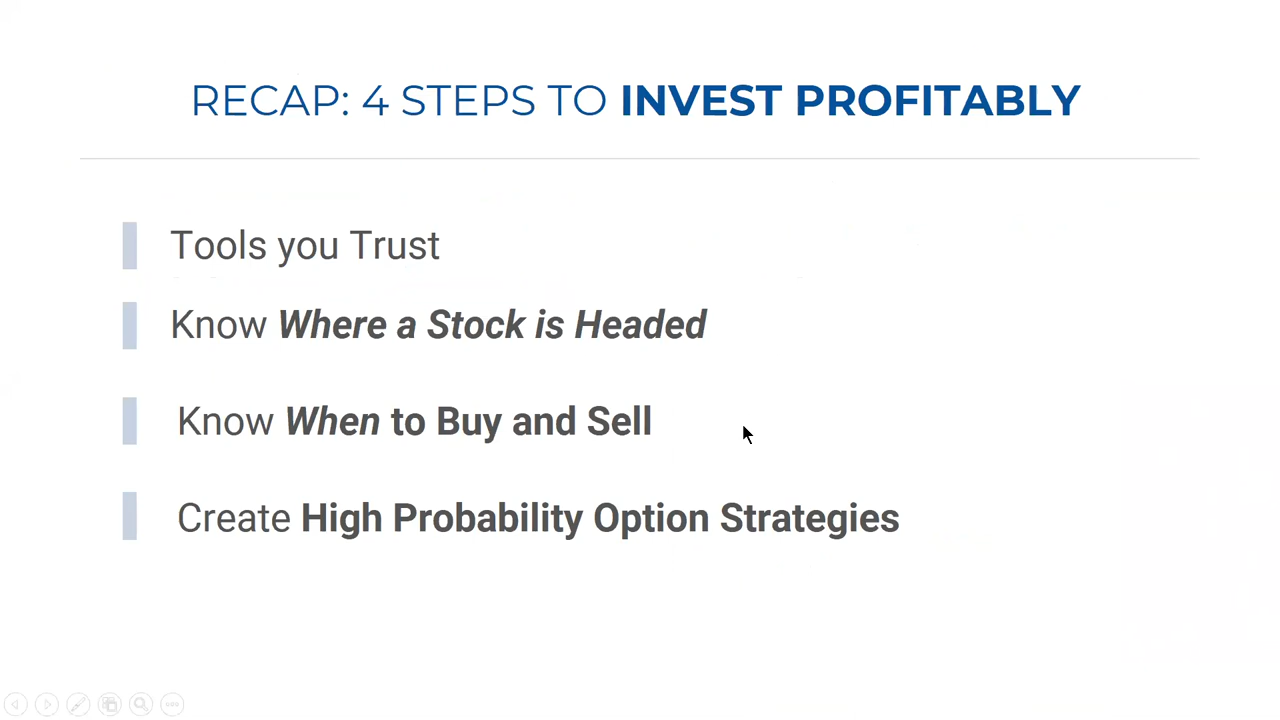 RECAP: 4 STEPS TO INVEST PROFITABLY
Tools you Trust
Know Where a Stock is Headed
Know When to Buy and Sell
Create High Probability Option Strategies